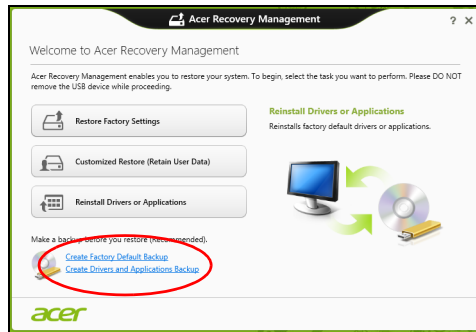 Acer Recovery Management
? X
Welcome to Acer Recovery Management
Acer Recovery Management enables you to restore your system. To begin, select the task you want to perform. Please DO NOT
remove the USB device while proceeding.
Restore Factory Settings
Customized Restore (Retain User Data)
Reinstall Drivers or Applications
Reinstall Drivers or Applications
Reinstalls factory default drivers or applications.
Make a backup before you restore (Recommended).
Create Factory Default Backup
Create Drivers and Applications Backup
acer